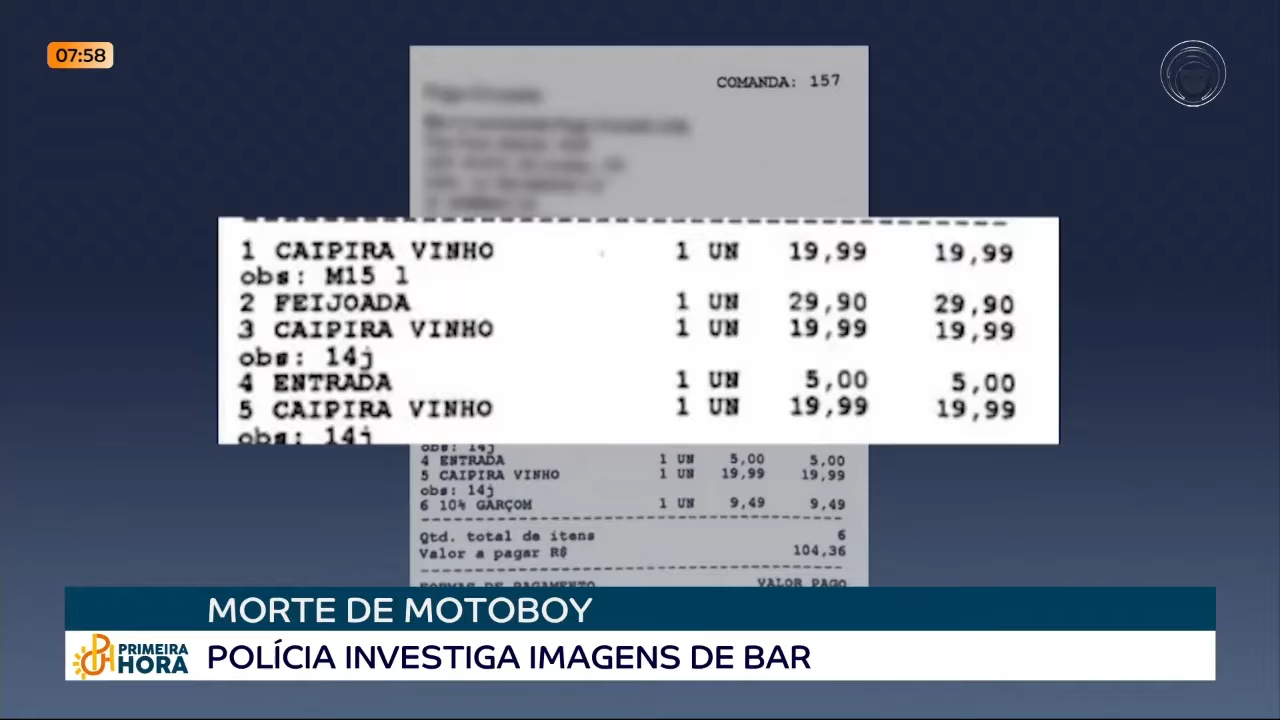 07:58
COMANDA: 157
1 CAIPIRA VINHO 1 UN 19,99 19,99
obs: M15 l
2 FEIJOADA 1 UN 29,90 29,90
3 CAIPIRA VINHO 1 UN 19,99 19,99
obs: 14j
4 ENTRADA 1 UN 5,00 5,00
5 CAIPIRA VINHO 1 UN 19,99 19,99
obs: 14j
obs: 14j
4 ENTRADA 1 UN 5,00 5,00
5 CAIPIRA VINHO 1 UN 19,99 19,99
obs: 14j
6 10% GARÇOM 1 UN 9,49 9,49
Qtd. total de itens 6
Valor a pagar R$ 104,36
FORMAS DE PAGAMENTO VALOR PAGO
MORTE DE MOTOBOY
PRIMEIRA HORA
POLÍCIA INVESTIGA IMAGENS DE BAR